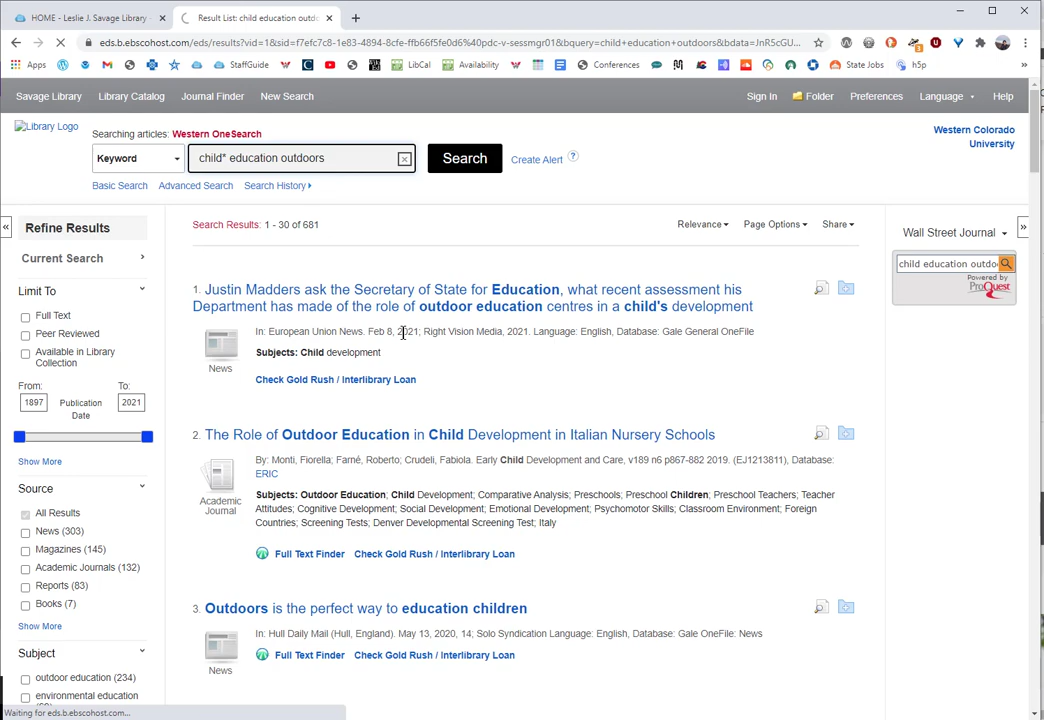 HOME - Leslie J. Savage Library -
Result List: child education outdo
eds.b.ebscohost.com/eds/results?vid=1&sid=f7efc7c8-1e83-4894-8cfe-ffb66f5fe0d6%40pdc-v-sessmgr01&bquery=child+education+outdoors&bdata=JnR5cGU...
Apps
StaffGuide
LibCal
Availability
Conferences
State Jobs
h5p
Savage Library
Library Catalog
Journal Finder
New Search
Sign In
Folder
Preferences
Language
Help
Library Logo
Searching articles: Western OneSearch
Western Colorado
University
Keyword
child* education outdoors
Search
Create Alert
Basic Search
Advanced Search
Search History
Refine Results
Current Search
Limit To
Full Text
Peer Reviewed
Available in Library
Collection
From:
To:
1897
Publication
Date
2021
Show More
Source
All Results
News (303)
Magazines (145)
Academic Journals (132)
Reports (83)
Books (7)
Show More
Subject
outdoor education (234)
environmental education
Search Results: 1 - 30 of 681
Relevance
Page Options
Share
1. Justin Madders ask the Secretary of State for Education, what recent assessment his
Department has made of the role of outdoor education centres in a child's development
News
In: European Union News. Feb 8, 2021; Right Vision Media, 2021. Language: English, Database: Gale General OneFile
Subjects: Child development
Check Gold Rush / Interlibrary Loan
2. The Role of Outdoor Education in Child Development in Italian Nursery Schools
Academic
Journal
By: Monti, Fiorella; Farné, Roberto; Crudeli, Fabiola. Early Child Development and Care, v189 n6 p867-882 2019. (EJ1213811), Database:
ERIC
Subjects: Outdoor Education; Child Development; Comparative Analysis; Preschools; Preschool Children; Preschool Teachers; Teacher
Attitudes; Cognitive Development; Social Development; Emotional Development; Psychomotor Skills; Classroom Environment; Foreign
Countries; Screening Tests; Denver Developmental Screening Test; Italy
Full Text Finder
Check Gold Rush / Interlibrary Loan
3. Outdoors is the perfect way to education children
News
In: Hull Daily Mail (Hull, England). May 13, 2020, 14; Solo Syndication Language: English, Database: Gale OneFile: News
Full Text Finder
Check Gold Rush / Interlibrary Loan
Wall Street Journal
child education outdo
Powered by
ProQuest
Waiting for eds.b.ebscohost.com...